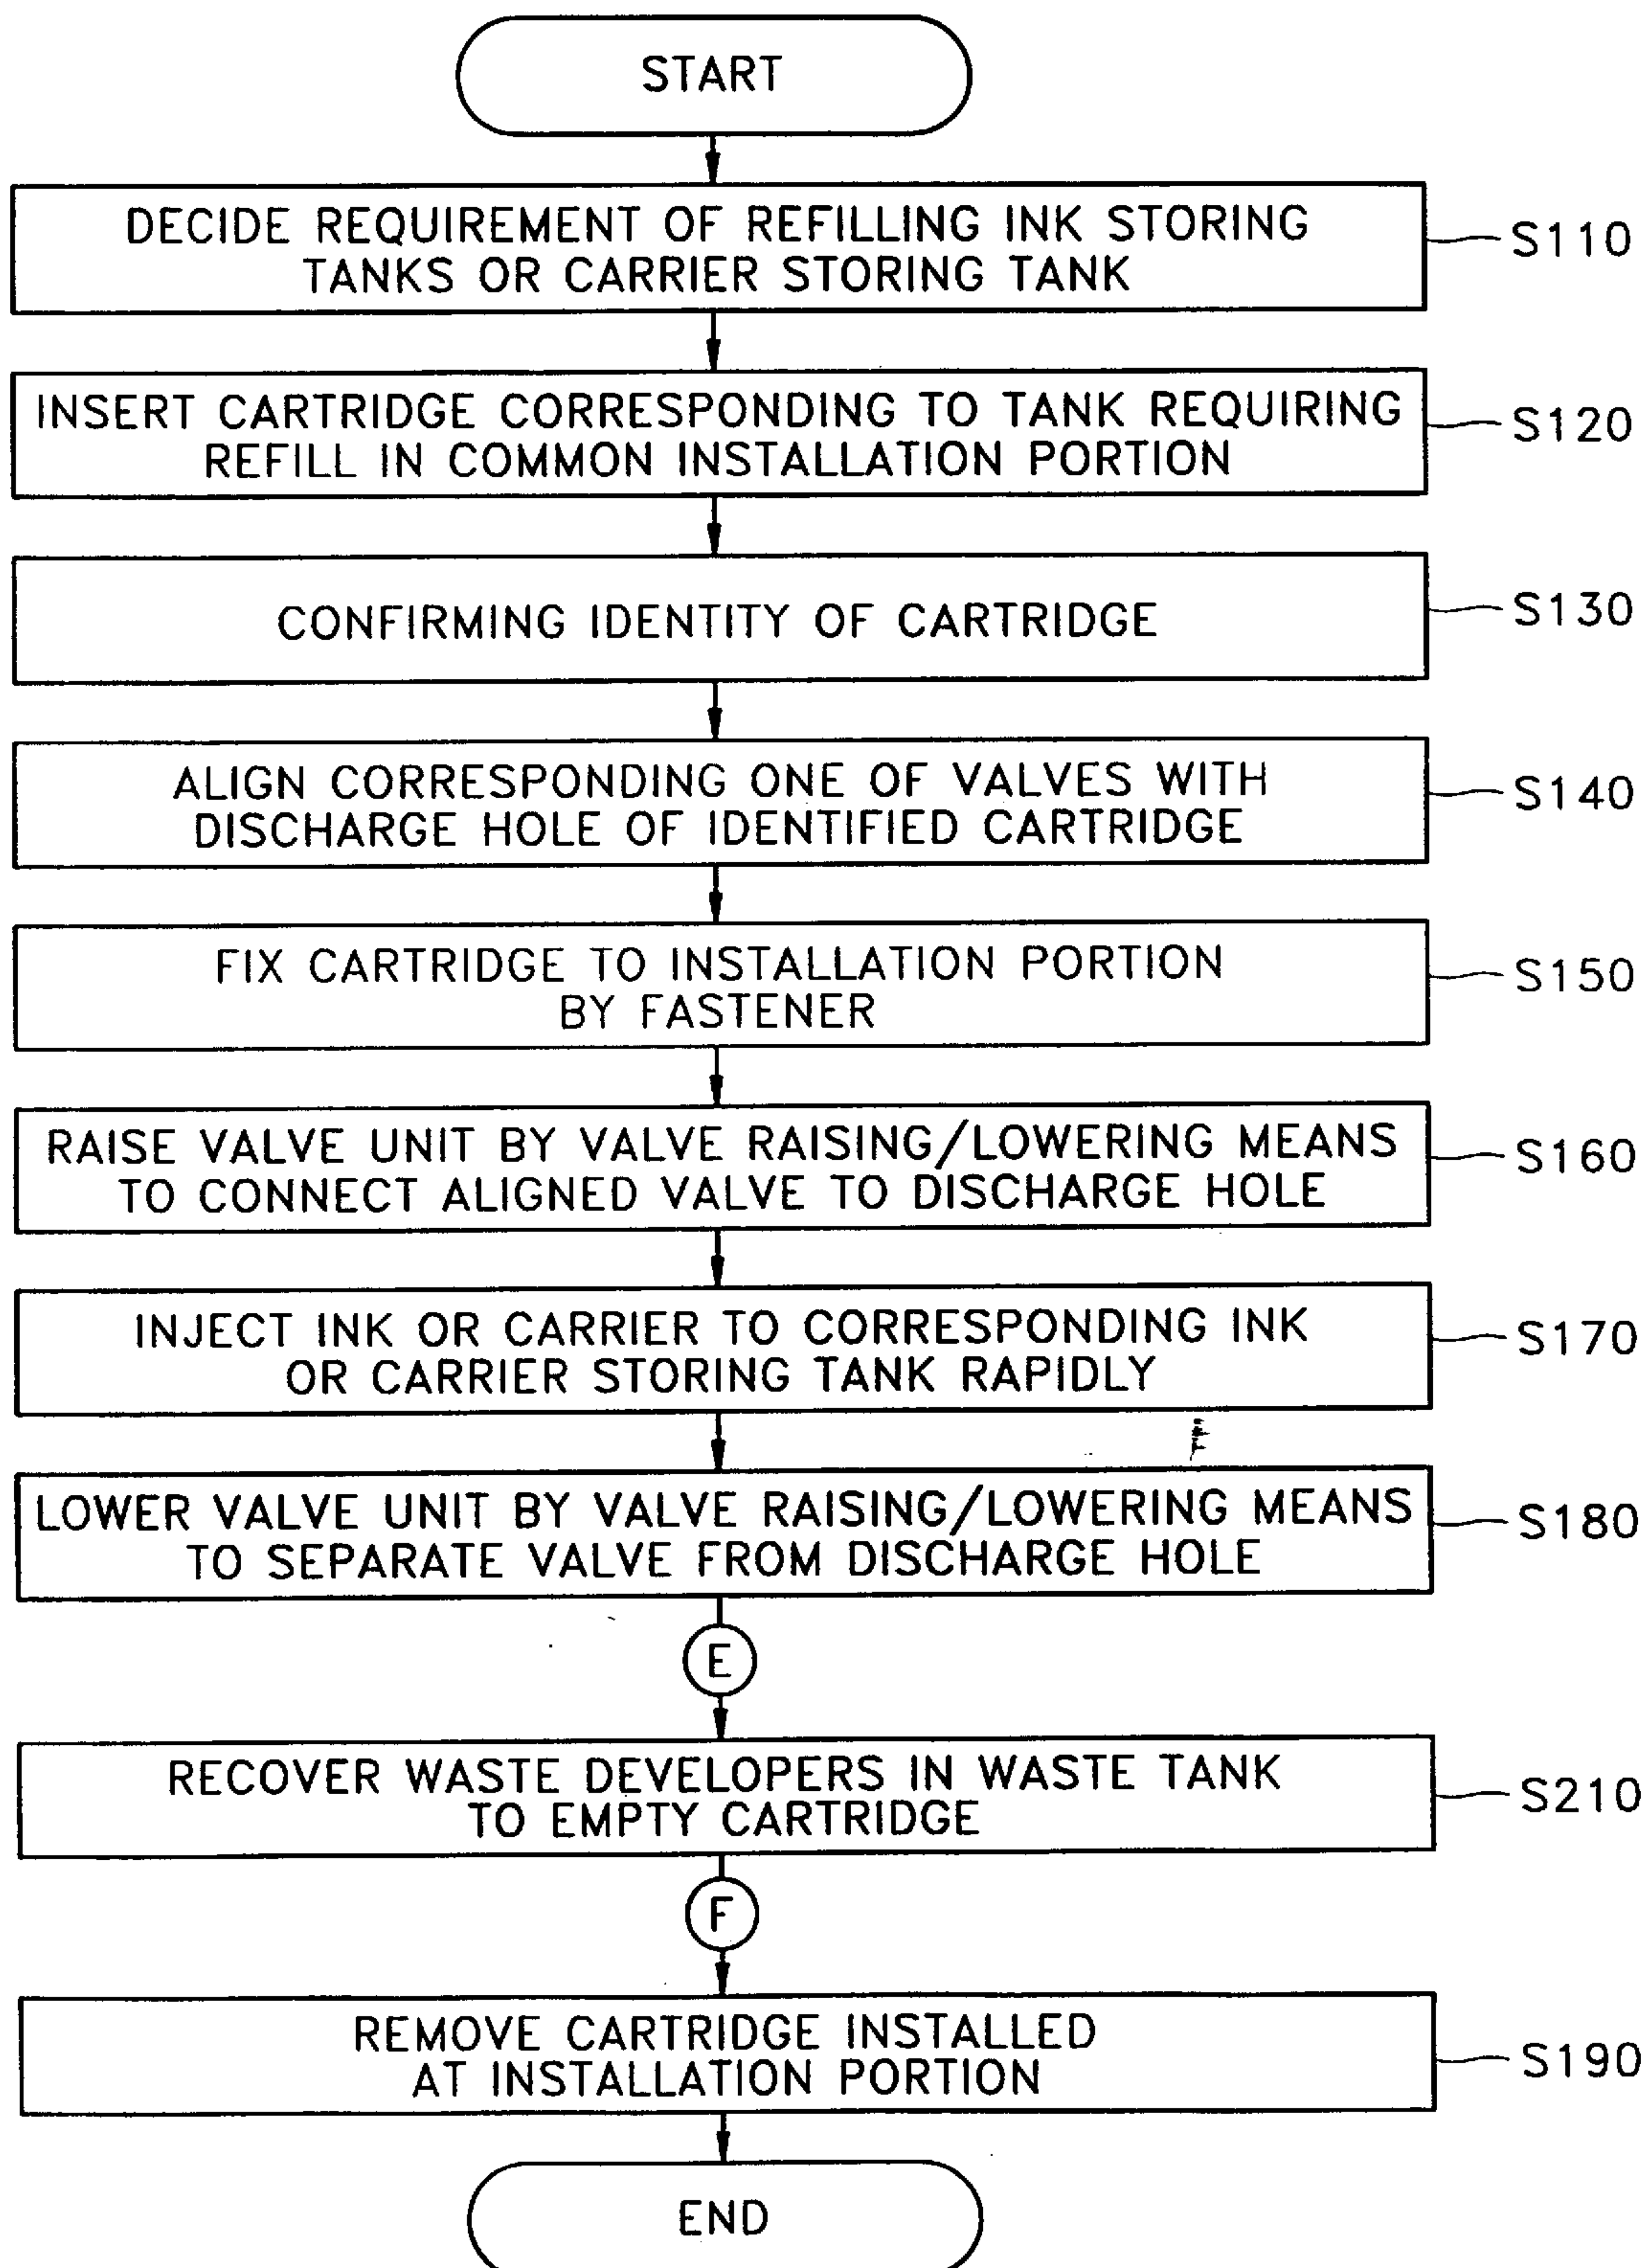 START
DECIDE REQUIREMENT OF REFILLING INK STORING
TANKS OR CARRIER STORING TANK
S110
INSERT CARTRIDGE CORRESPONDING TO TANK REQUIRING
REFILL IN COMMON INSTALLATION PORTION
S120
CONFIRMING IDENTITY OF CARTRIDGE
S130
ALIGN CORRESPONDING ONE OF VALVES WITH
DISCHARGE HOLE OF IDENTIFIED CARTRIDGE
S140
FIX CARTRIDGE TO INSTALLATION PORTION
BY FASTENER
S150
RAISE VALVE UNIT BY VALVE RAISING/LOWERING MEANS
TO CONNECT ALIGNED VALVE TO DISCHARGE HOLE
S160
INJECT INK OR CARRIER TO CORRESPONDING INK
OR CARRIER STORING TANK RAPIDLY
S170
LOWER VALVE UNIT BY VALVE RAISING/LOWERING MEANS
TO SEPARATE VALVE FROM DISCHARGE HOLE
S180
E
RECOVER WASTE DEVELOPERS IN WASTE TANK
TO EMPTY CARTRIDGE
S210
F
REMOVE CARTRIDGE INSTALLED
AT INSTALLATION PORTION
S190
END